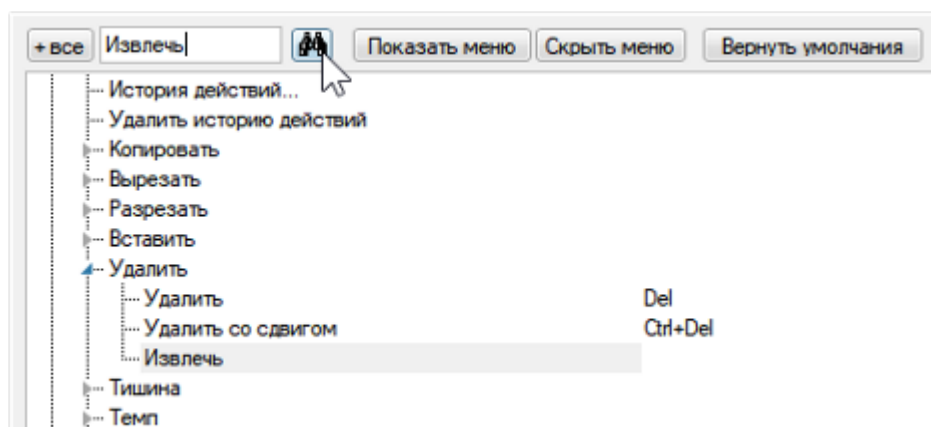 + все Извлечь Показать меню Скрыть меню Вернуть умолчания
История действий...
Удалить историю действий
Копировать
Вырезать
Разрезать
Вставить
Удалить
Удалить Del
Удалить со сдвигом Ctrl+Del
Извлечь
Тишина
Темп